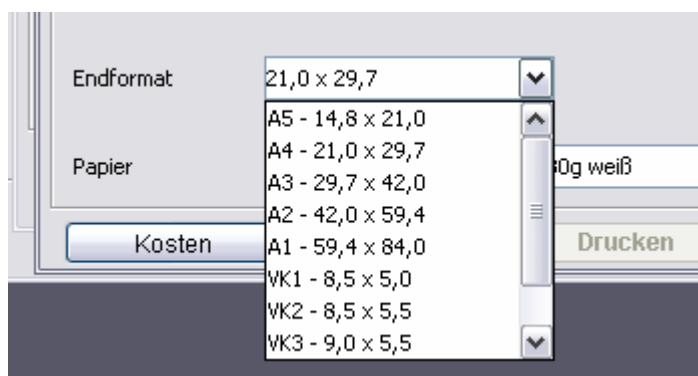 Endformat 21,0 x 29,7
A5 - 14,8 x 21,0
A4 - 21,0 x 29,7
Papier
A3 - 29,7 x 42,0
A2 - 42,0 x 59,4
A1 - 59,4 x 84,0
VK1 - 8,5 x 5,0
VK2 - 8,5 x 5,5
VK3 - 9,0 x 5,5
0g weiß
Kosten
Drucken